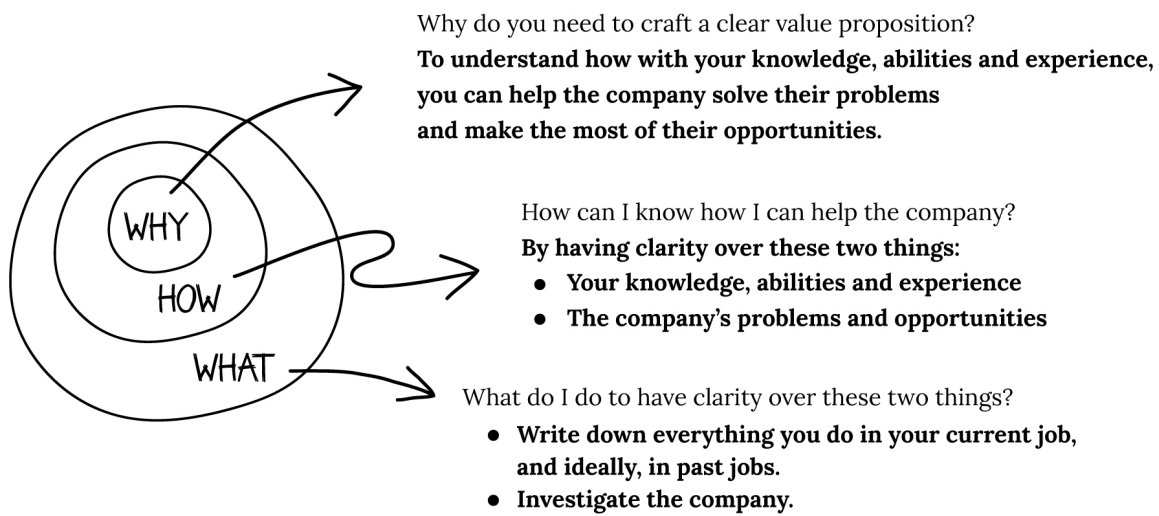 Why do you need to craft a clear value proposition?
To understand how with your knowledge, abilities and experience,
you can help the company solve their problems
and make the most of their opportunities.
WHY
How can I know how I can help the company?
By having clarity over these two things:
● Your knowledge, abilities and experience
● The company’s problems and opportunities
HOW
WHAT
What do I do to have clarity over these two things?
● Write down everything you do in your current job,
and ideally, in past jobs.
● Investigate the company.